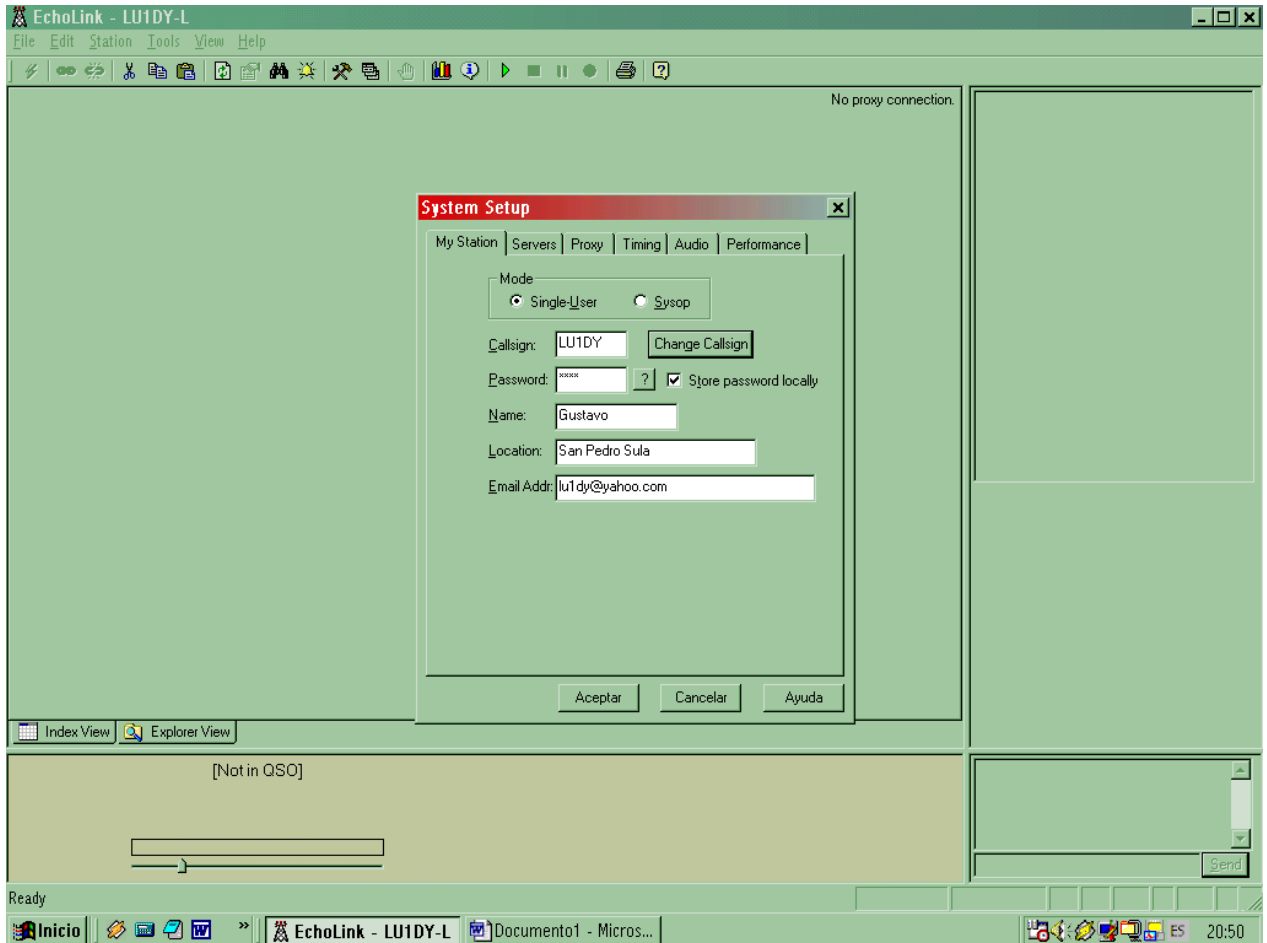 EchoLink - LU1DY-L
File Edit Station Tools View Help
No proxy connection.
System Setup
My Station Servers Proxy Timing Audio Performance
Mode
Single-User Sysop
Callsign: LU1DY Change Callsign
Password: **** ? Store password locally
Name: Gustavo
Location: San Pedro Sula
Email Addr: lu1dy@yahoo.com
Aceptar Cancelar Ayuda
Index View Explorer View
[Not in QSO]
Send
Ready
Inicio » EchoLink - LU1DY-L Documento1 - Micros... ES 20:50